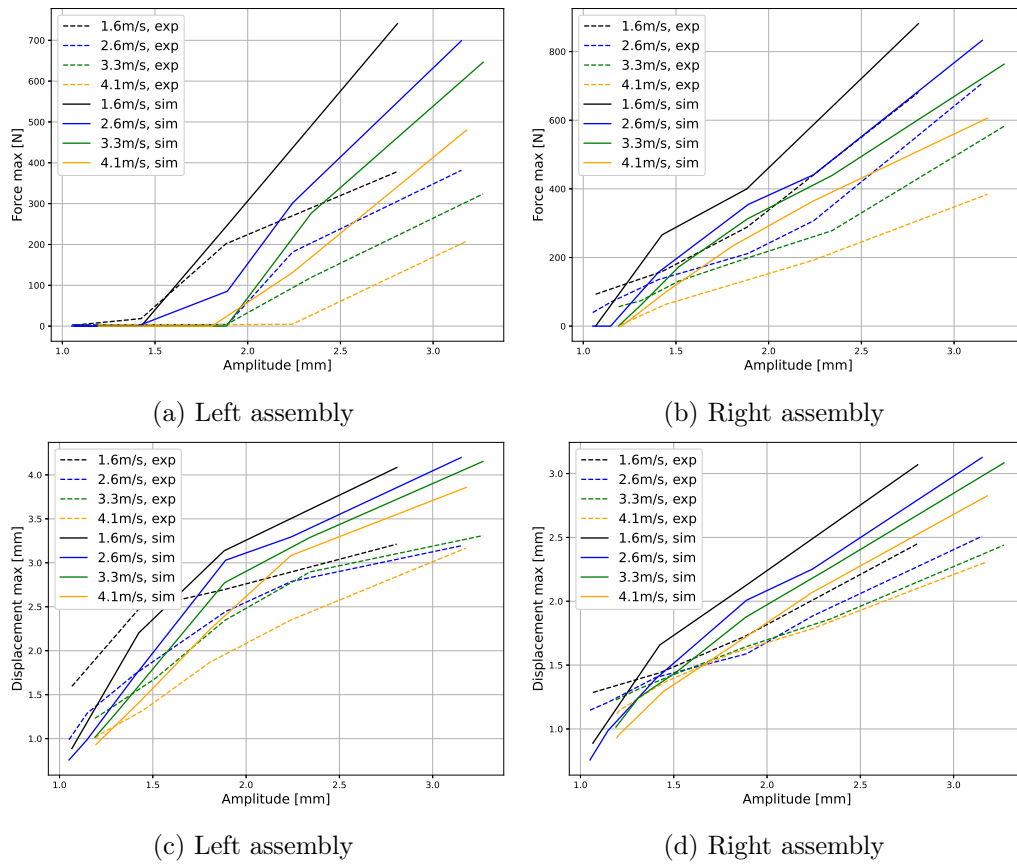 1.6m/s, exp
2.6m/s, exp
3.3m/s, exp
4.1m/s, exp
1.6m/s, sim
2.6m/s, sim
3.3m/s, sim
4.1m/s, sim
Force max [N]
700
600
500
400
300
200
100
0
1.0 1.5 2.0 2.5 3.0
Amplitude [mm]
(a) Left assembly
1.6m/s, exp
2.6m/s, exp
3.3m/s, exp
4.1m/s, exp
1.6m/s, sim
2.6m/s, sim
3.3m/s, sim
4.1m/s, sim
Force max [N]
800
600
400
200
0
1.0 1.5 2.0 2.5 3.0
Amplitude [mm]
(b) Right assembly
1.6m/s, exp
2.6m/s, exp
3.3m/s, exp
4.1m/s, exp
1.6m/s, sim
2.6m/s, sim
3.3m/s, sim
4.1m/s, sim
Displacement max [mm]
4.0
3.5
3.0
2.5
2.0
1.5
1.0
1.0 1.5 2.0 2.5 3.0
Amplitude [mm]
(c) Left assembly
1.6m/s, exp
2.6m/s, exp
3.3m/s, exp
4.1m/s, exp
1.6m/s, sim
2.6m/s, sim
3.3m/s, sim
4.1m/s, sim
Displacement max [mm]
3.0
2.5
2.0
1.5
1.0
1.0 1.5 2.0 2.5 3.0
Amplitude [mm]
(d) Right assembly